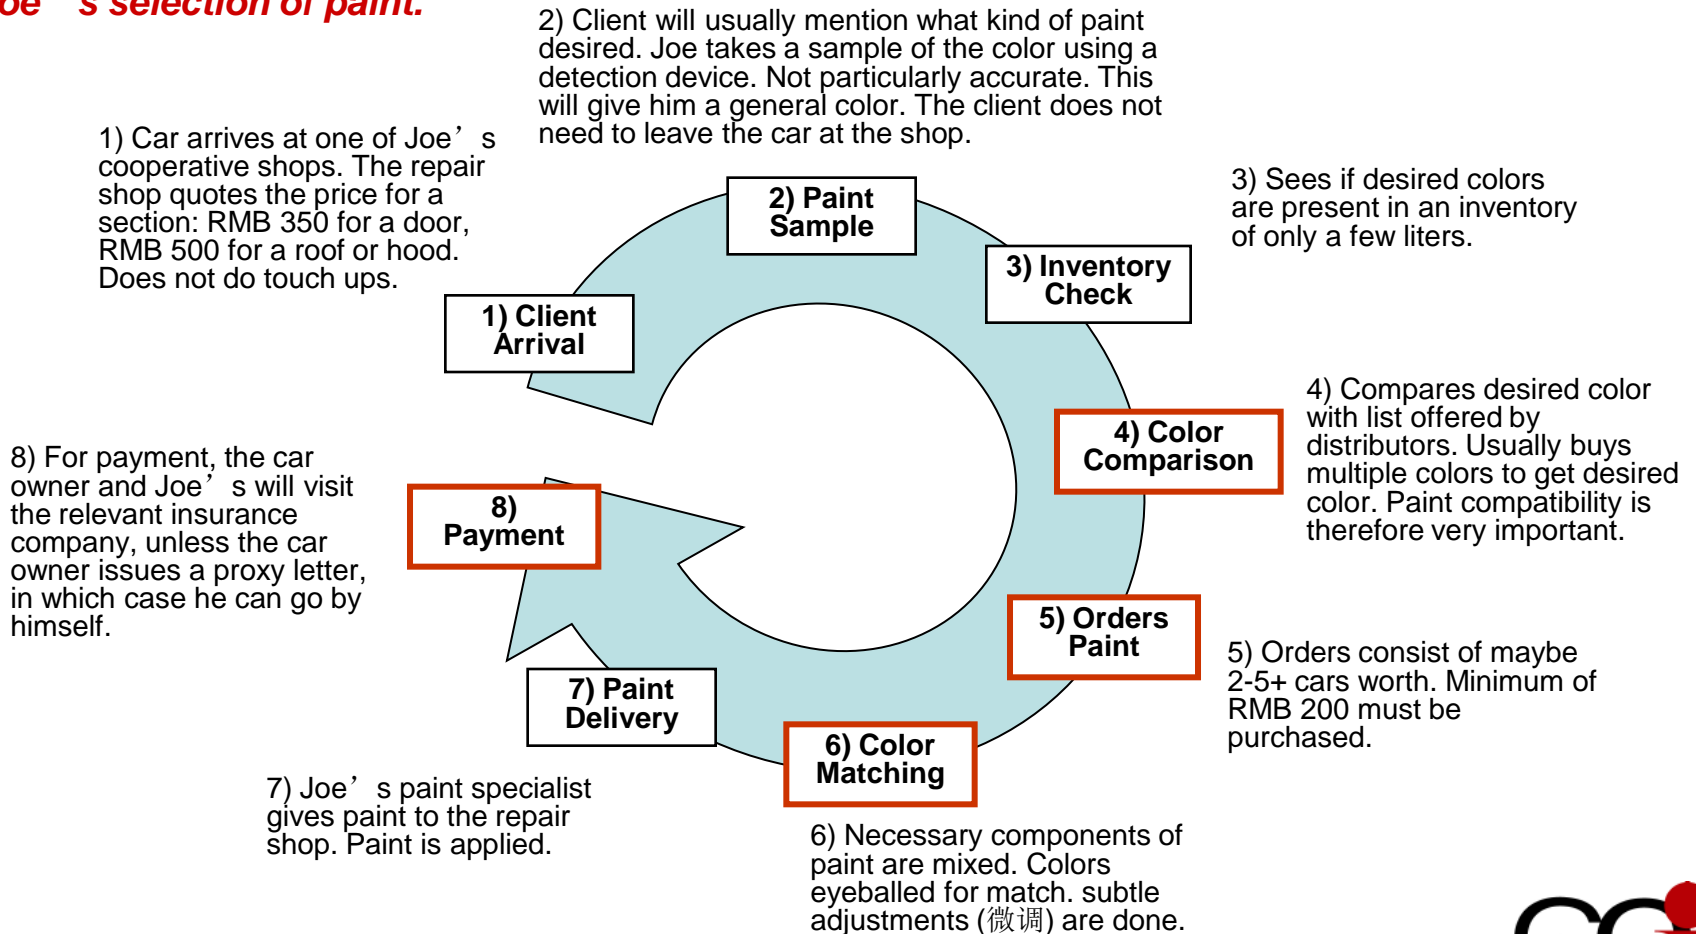 oe’s selection of paint.
2) Client will usually mention what kind of paint
desired. Joe takes a sample of the color using a
detection device. Not particularly accurate. This
will give him a general color. The client does not
need to leave the car at the shop.
1) Car arrives at one of Joe’s
cooperative shops. The repair
shop quotes the price for a
section: RMB 350 for a door,
RMB 500 for a roof or hood.
Does not do touch ups.
3) Sees if desired colors
are present in an inventory
of only a few liters.
2) Paint
Sample
3) Inventory
Check
1) Client
Arrival
4) Color
Comparison
4) Compares desired color
with list offered by
distributors. Usually buys
multiple colors to get desired
color. Paint compatibility is
therefore very important.
8) For payment, the car
owner and Joe’s will visit
the relevant insurance
company, unless the car
owner issues a proxy letter,
in which case he can go by
himself.
8)
Payment
5) Orders
Paint
5) Orders consist of maybe
2-5+ cars worth. Minimum of
RMB 200 must be
purchased.
7) Paint
Delivery
6) Color
Matching
7) Joe’s paint specialist
gives paint to the repair
shop. Paint is applied.
6) Necessary components of
paint are mixed. Colors
eyeballed for match. subtle
adjustments (微调) are done.